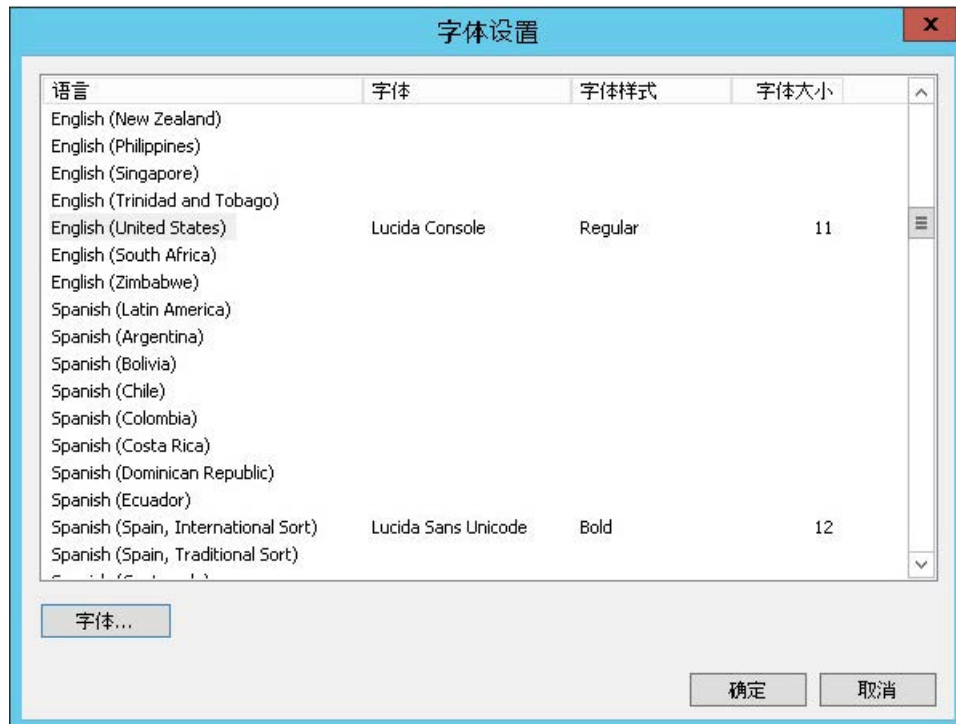 字体设置
x
语言 字体 字体样式 字体大小
English (New Zealand)
English (Philippines)
English (Singapore)
English (Trinidad and Tobago)
English (United States) Lucida Console Regular 11
English (South Africa)
English (Zimbabwe)
Spanish (Latin America)
Spanish (Argentina)
Spanish (Bolivia)
Spanish (Chile)
Spanish (Colombia)
Spanish (Costa Rica)
Spanish (Dominican Republic)
Spanish (Ecuador)
Spanish (Spain, International Sort) Lucida Sans Unicode Bold 12
Spanish (Spain, Traditional Sort)
字体...
确定 取消